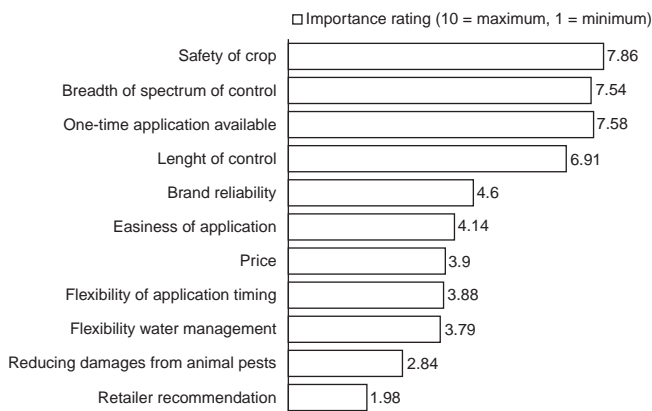 Importance rating (10 = maximum, 1 = minimum)
Safety of crop 7.86
Breadth of spectrum of control 7.54
One-time application available 7.58
Lenght of control 6.91
Brand reliability 4.6
Easiness of application 4.14
Price 3.9
Flexibility of application timing 3.88
Flexibility water management 3.79
Reducing damages from animal pests 2.84
Retailer recommendation 1.98